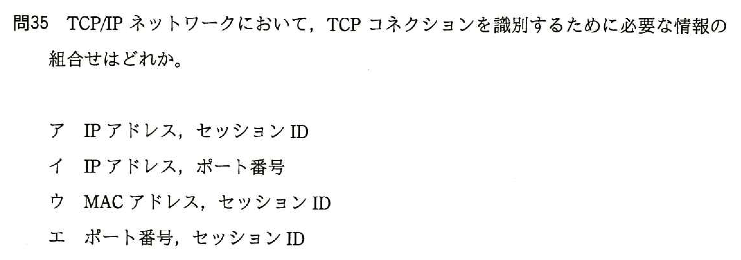 問35 TCP/IP ネットワークにおいて，TCP コネクションを識別するために必要な情報の
組合せはどれか。
ア IP アドレス，セッション ID
イ IP アドレス，ポート番号
ウ MAC アドレス，セッション ID
エ ポート番号，セッション ID